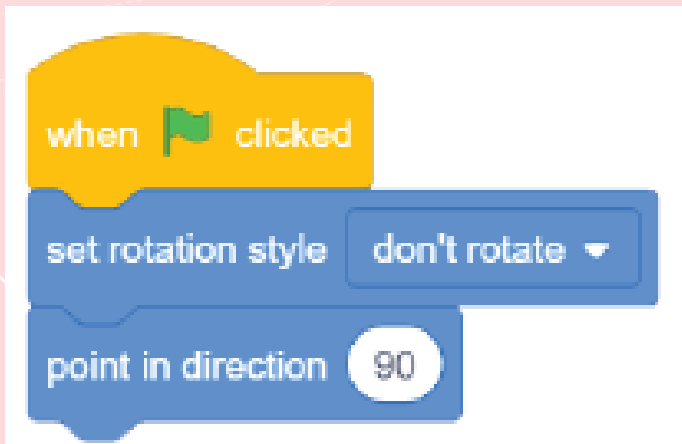 when clicked
set rotation style don't rotate
point in direction 90